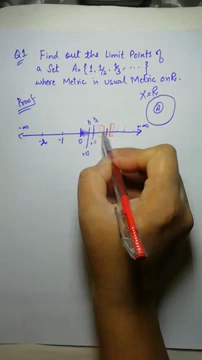 Q1 Find out the Limit Points of
a Set A={1, 1/2, 1/3, ...}
where Metric is usual Metric on R.
Proof
X=R
A
-∞ -2 -1 0 ∞